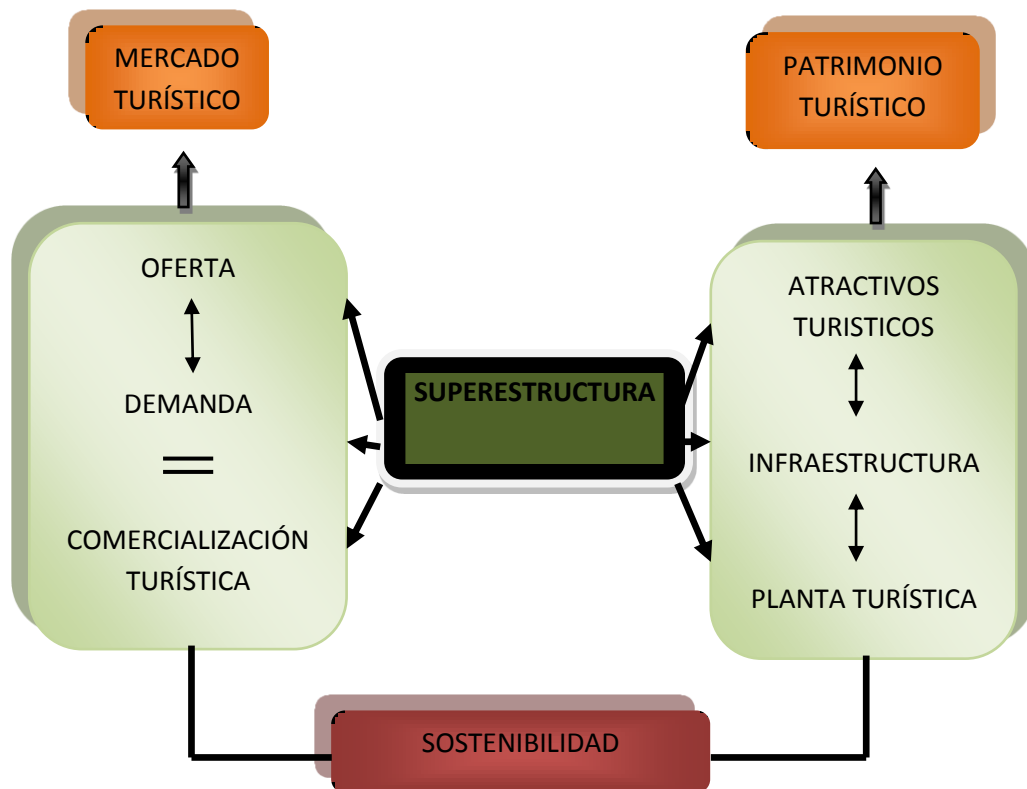 MERCADO
TURÍSTICO
PATRIMONIO
TURÍSTICO
OFERTA
DEMANDA
COMERCIALIZACIÓN
TURÍSTICA
SUPERESTRUCTURA
ATRACTIVOS
TURISTICOS
INFRAESTRUCTURA
PLANTA TURÍSTICA
SOSTENIBILIDAD